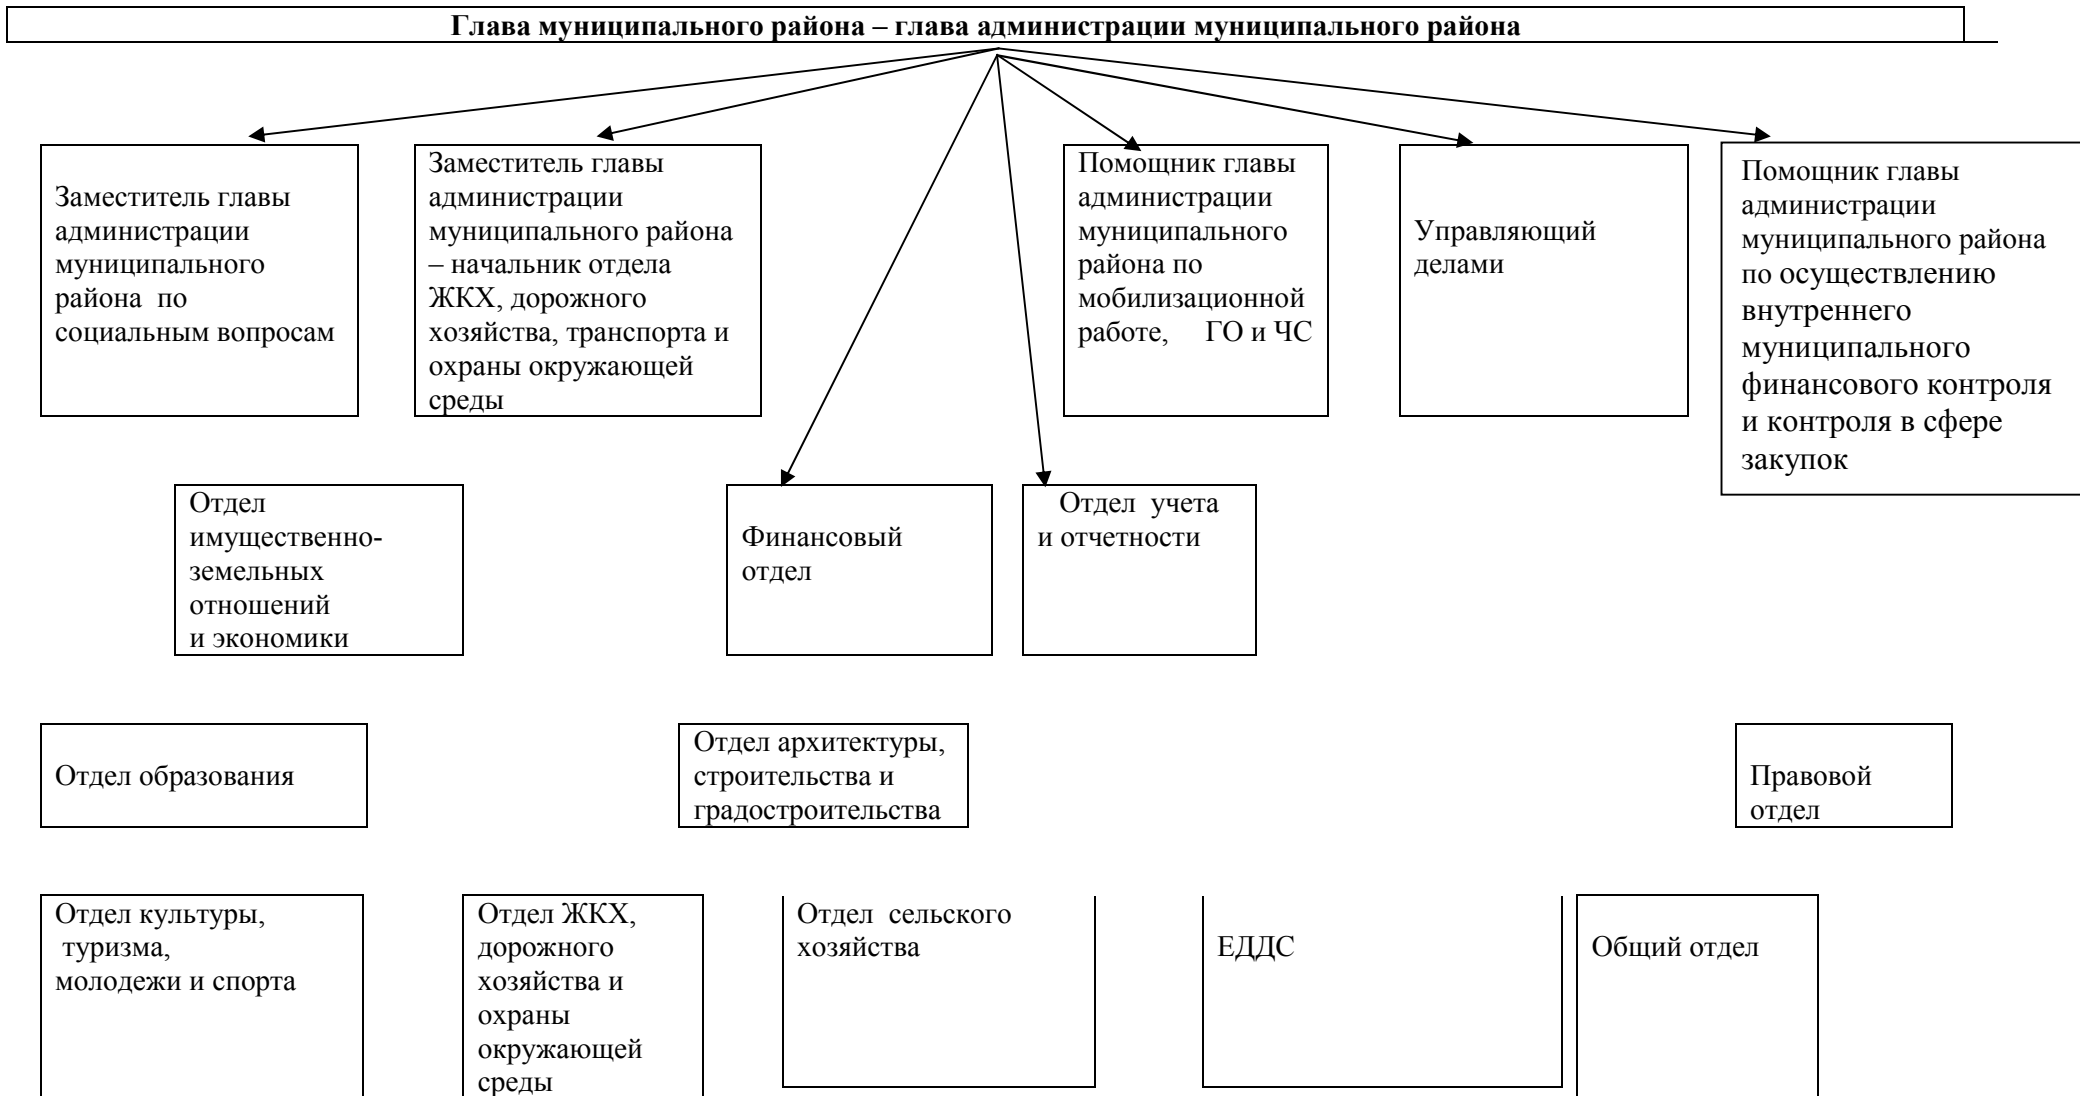 Глава муниципального района – глава администрации муниципального района
Заместитель главы
администрации
муниципального
района по
социальным вопросам
Заместитель главы
администрации
муниципального района
– начальник отдела
ЖКХ, дорожного
хозяйства, транспорта и
охраны окружающей
среды
Помощник главы
администрации
муниципального
района по
мобилизационной
работе, ГО и ЧС
Управляющий
делами
Помощник главы
администрации
муниципального района
по осуществлению
внутреннего
муниципального
финансового контроля
и контроля в сфере
закупок
Отдел
имущественно-
земельных
отношений
и экономики
Финансовый
отдел
Отдел учета
и отчетности
Отдел образования
Отдел архитектуры,
строительства и
градостроительства
Правовой
отдел
Отдел культуры,
туризма,
молодежи и спорта
Отдел ЖКХ,
дорожного
хозяйства и
охраны
окружающей
среды
Отдел сельского
хозяйства
ЕДДС
Общий отдел